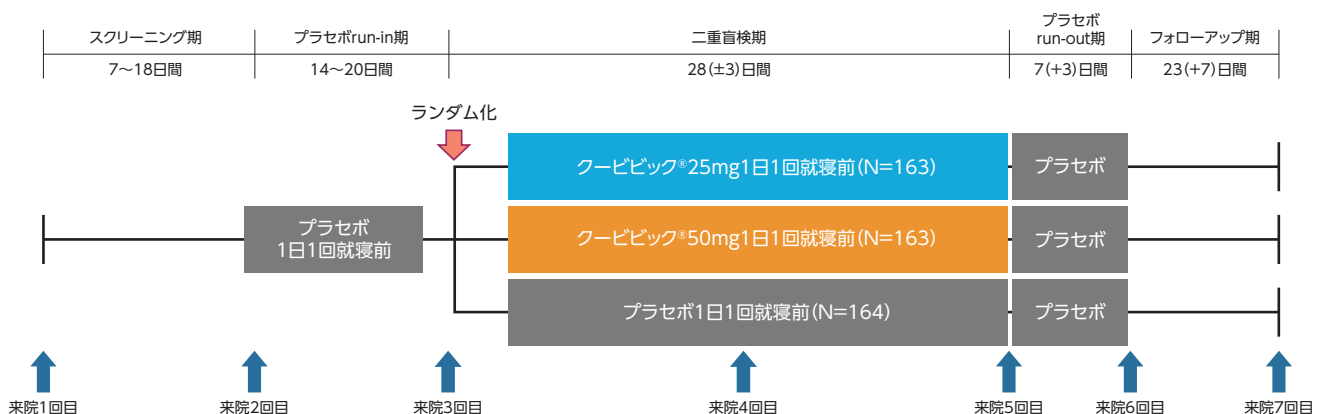 スクリーニング期
プラセボrun-in期
二重盲検期
プラセボ
run-out期
フォローアップ期
7~18日間
14~20日間
28(±3)日間
7(+3)日間
23(+7)日間
ランダム化
クービビック®25mg1日1回就寝前(N=163)
プラセボ
プラセボ
1日1回就寝前
クービビック®50mg1日1回就寝前(N=163)
プラセボ
プラセボ1日1回就寝前(N=164)
プラセボ
来院1回目
来院2回目
来院3回目
来院4回目
来院5回目
来院6回目
来院7回目